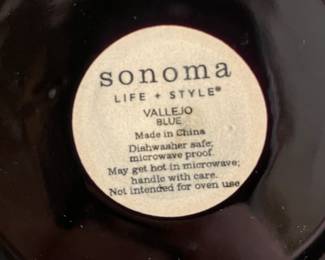 sonoma
LIFE + STYLE®
VALLEJO
BLUE
Made in China
Dishwasher safe;
microwave proof.
May get hot in microwave;
handle with care.
Not intended for oven use